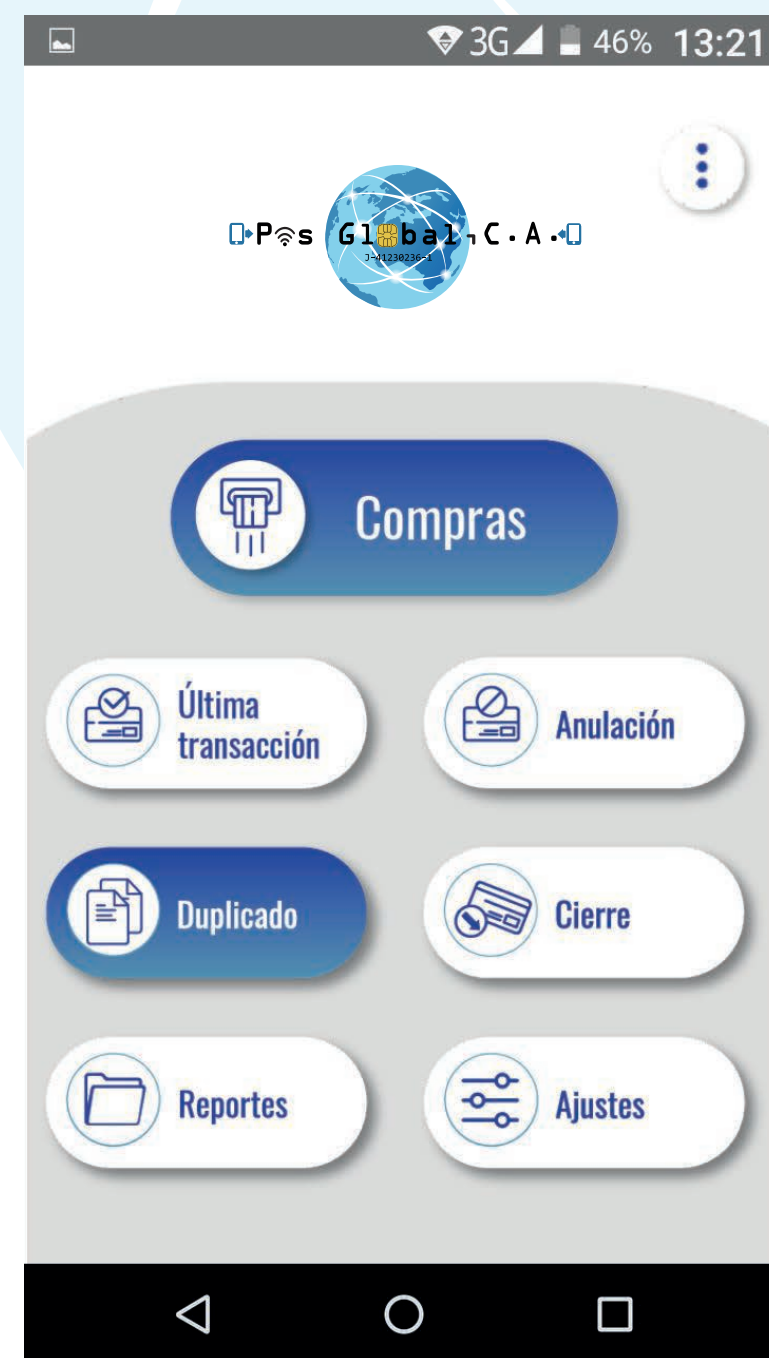 3G 46% 13:21
Pos Global, C.A.
J-41230236-1
Compras
Última
transacción
Anulación
Duplicado
Cierre
Reportes
Ajustes